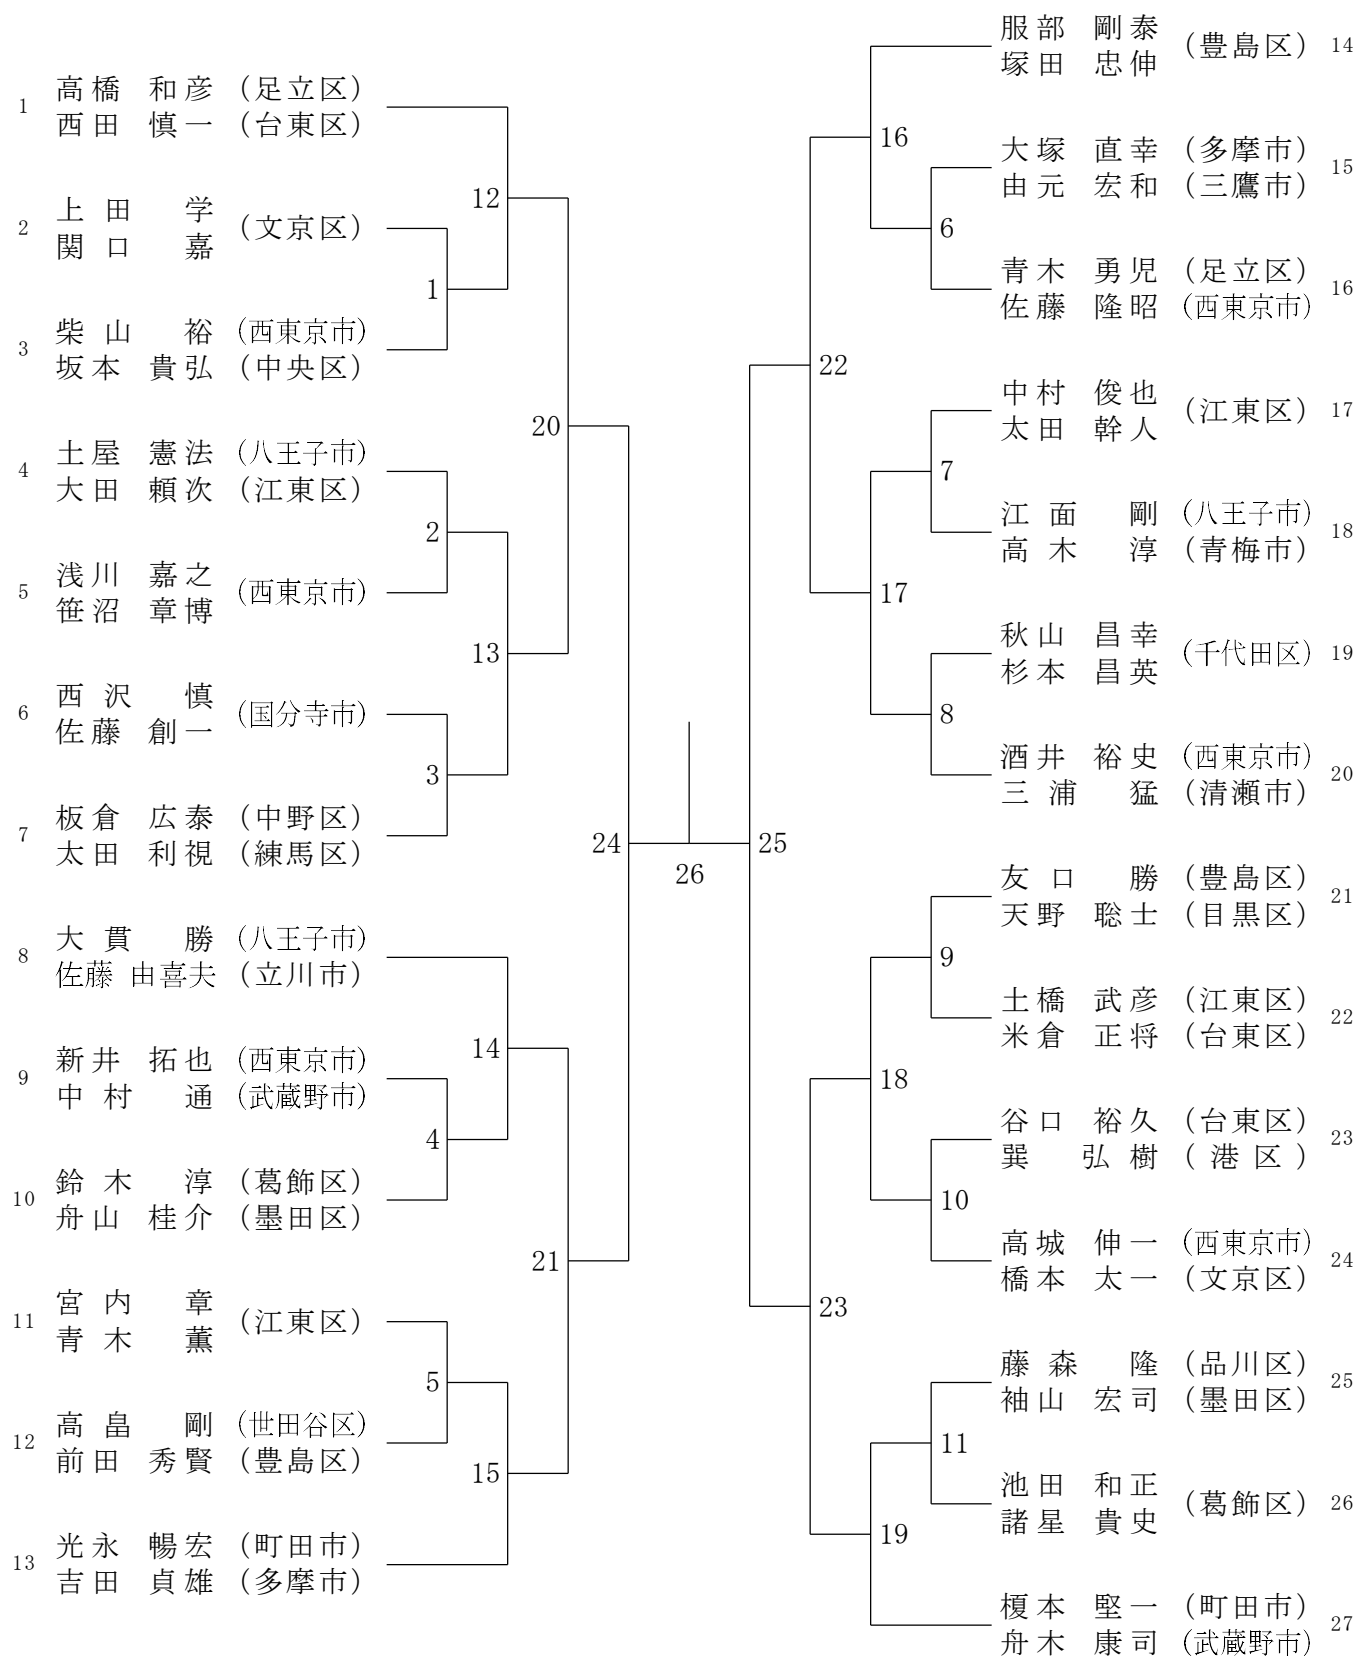 1 高橋 和彦 (足立区)
西田 慎一 (台東区)
2 上田 学 (文京区)
関口 嘉
3 柴山 裕 (西東京市)
坂本 貴弘 (中央区)
4 土屋 憲法 (八王子市)
大田 頼次 (江東区)
5 浅川 嘉之 (西東京市)
笹沼 章博
6 西沢 慎 (国分寺市)
佐藤 創一
7 板倉 広泰 (中野区)
太田 利視 (練馬区)
8 大貫 勝 (八王子市)
佐藤 由喜夫 (立川市)
9 新井 拓也 (西東京市)
中村 通 (武蔵野市)
10 鈴木 淳 (葛飾区)
舟山 桂介 (墨田区)
11 宮内 章 (江東区)
青木 薫
12 高畠 剛 (世田谷区)
前田 秀賢 (豊島区)
13 光永 暢宏 (町田市)
吉田 貞雄 (多摩市)
12
1
20
2
13
3
24
14
4
21
5
15
26
25
16
6
22
7
17
8
9
18
10
23
11
19
服部 剛泰 (豊島区) 14
塚田 忠伸
大塚 直幸 (多摩市) 15
由元 宏和 (三鷹市)
青木 勇児 (足立区) 16
佐藤 隆昭 (西東京市)
中村 俊也 (江東区) 17
太田 幹人
江面 剛 (八王子市) 18
高木 淳 (青梅市)
秋山 昌幸 (千代田区) 19
杉本 昌英
酒井 裕史 (西東京市) 20
三浦 猛 (清瀬市)
友口 勝 (豊島区) 21
天野 聡士 (目黒区)
土橋 武彦 (江東区) 22
米倉 正将 (台東区)
谷口 裕久 (台東区) 23
巽 弘樹 (港区)
高城 伸一 (西東京市) 24
橋本 太一 (文京区)
藤森 隆 (品川区) 25
袖山 宏司 (墨田区)
池田 和正 (葛飾区) 26
諸星 貴史
榎本 堅一 (町田市) 27
舟木 康司 (武蔵野市)